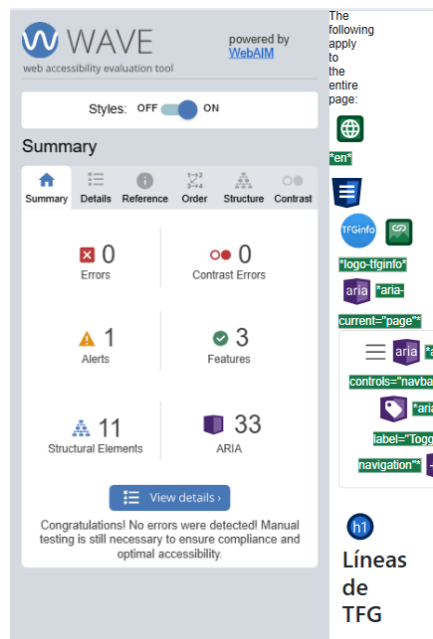 WAVE
web accessibility evaluation tool
powered by
WebAIM
Styles: OFF ON
Summary
Summary Details Reference Order Structure Contrast
0
Errors
0
Contrast Errors
1
Alerts
3
Features
11
Structural Elements
33
ARIA
View details ›
Congratulations! No errors were detected! Manual
testing is still necessary to ensure compliance and
optimal accessibility.
The
following
apply
to
the
entire
page:
*en*
TFGinfo
*logo-tfginfo*
aria *aria-
current="page"*
aria *a
controls="navba
*aria
label="Togg
navigation"*
h1
Líneas
de
TFG